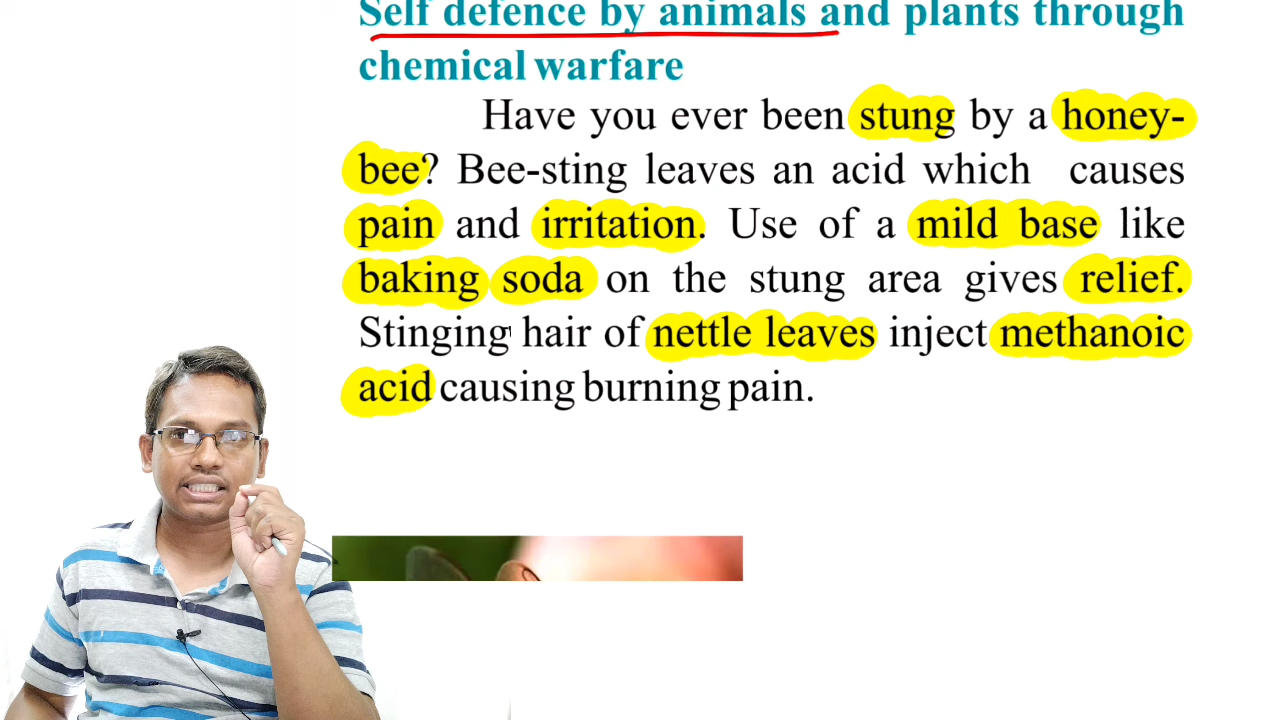 Self defence by animals and plants through
chemical warfare
Have you ever been stung by a honey-
bee? Bee-sting leaves an acid which causes
pain and irritation. Use of a mild base like
baking soda on the stung area gives relief.
Stinging hair of nettle leaves inject methanoic
acid causing burning pain.